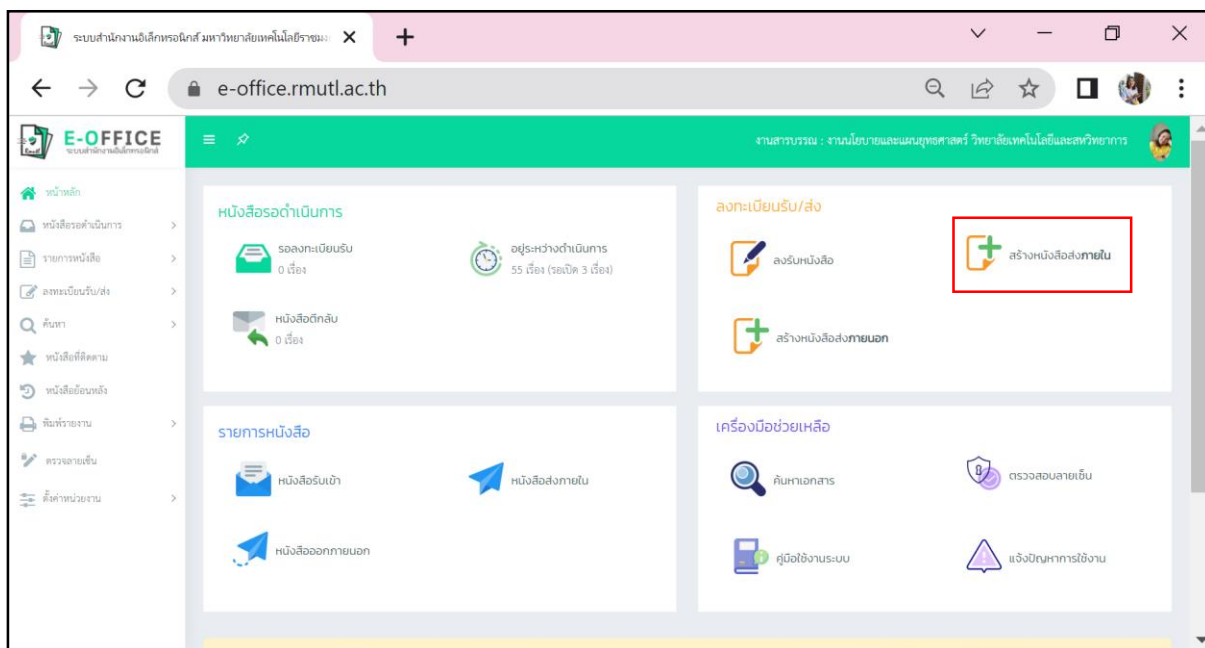 ระบบสำนักงานอิเล็กทรอนิกส์ มหาวิทยาลัยเทคโนโลยีราชมง
e-office.rmutl.ac.th
E-OFFICE
ระบบสำนักงานอิเล็กทรอนิกส์
งานสารบรรณ : งานนโยบายและแผนยุทธศาสตร์ วิทยาลัยเทคโนโลยีและสหวิทยาการ
หน้าหลัก
หนังสือรอดำเนินการ
รายการหนังสือ
ลงทะเบียนรับ/ส่ง
ค้นหา
หนังสือที่ติดตาม
หนังสือย้อนหลัง
พิมพ์รายงาน
ตรวจลายเซ็น
ตั้งค่าหน่วยงาน
หนังสือรอดำเนินการ
รอลงทะเบียนรับ
0 เรื่อง
อยู่ระหว่างดำเนินการ
55 เรื่อง (รอเปิด 3 เรื่อง)
หนังสือตีกลับ
0 เรื่อง
ลงทะเบียนรับ/ส่ง
ลงรับหนังสือ
สร้างหนังสือส่งภายใน
สร้างหนังสือส่งภายนอก
รายการหนังสือ
หนังสือรับเข้า
หนังสือส่งภายใน
หนังสือออกภายนอก
เครื่องมือช่วยเหลือ
ค้นหาเอกสาร
ตรวจสอบลายเซ็น
คู่มือใช้งานระบบ
แจ้งปัญหาการใช้งาน